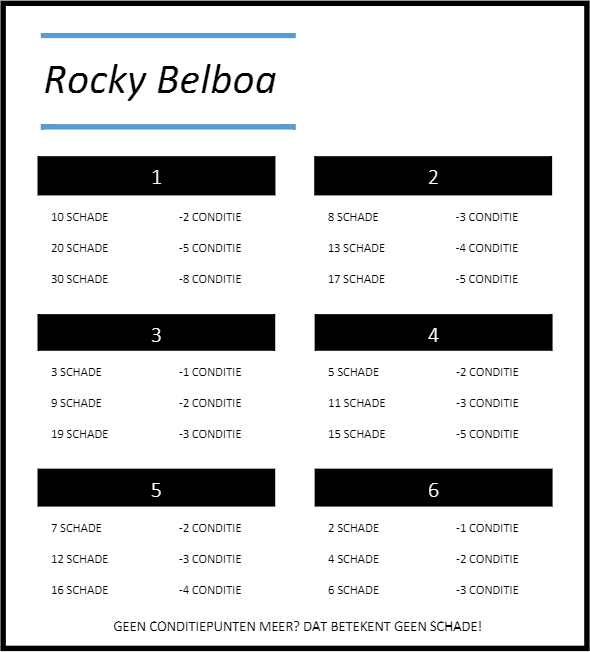 Rocky Belboa
1 2
10 SCHADE -2 CONDITIE 8 SCHADE -3 CONDITIE
20 SCHADE -5 CONDITIE 13 SCHADE -4 CONDITIE
30 SCHADE -8 CONDITIE 17 SCHADE -5 CONDITIE
3 4
3 SCHADE -1 CONDITIE 5 SCHADE -2 CONDITIE
9 SCHADE -2 CONDITIE 11 SCHADE -3 CONDITIE
19 SCHADE -3 CONDITIE 15 SCHADE -5 CONDITIE
5 6
7 SCHADE -2 CONDITIE 2 SCHADE -1 CONDITIE
12 SCHADE -3 CONDITIE 4 SCHADE -2 CONDITIE
16 SCHADE -4 CONDITIE 6 SCHADE -3 CONDITIE
GEEN CONDITIEPUNTEN MEER? DAT BETEKENT GEEN SCHADE!